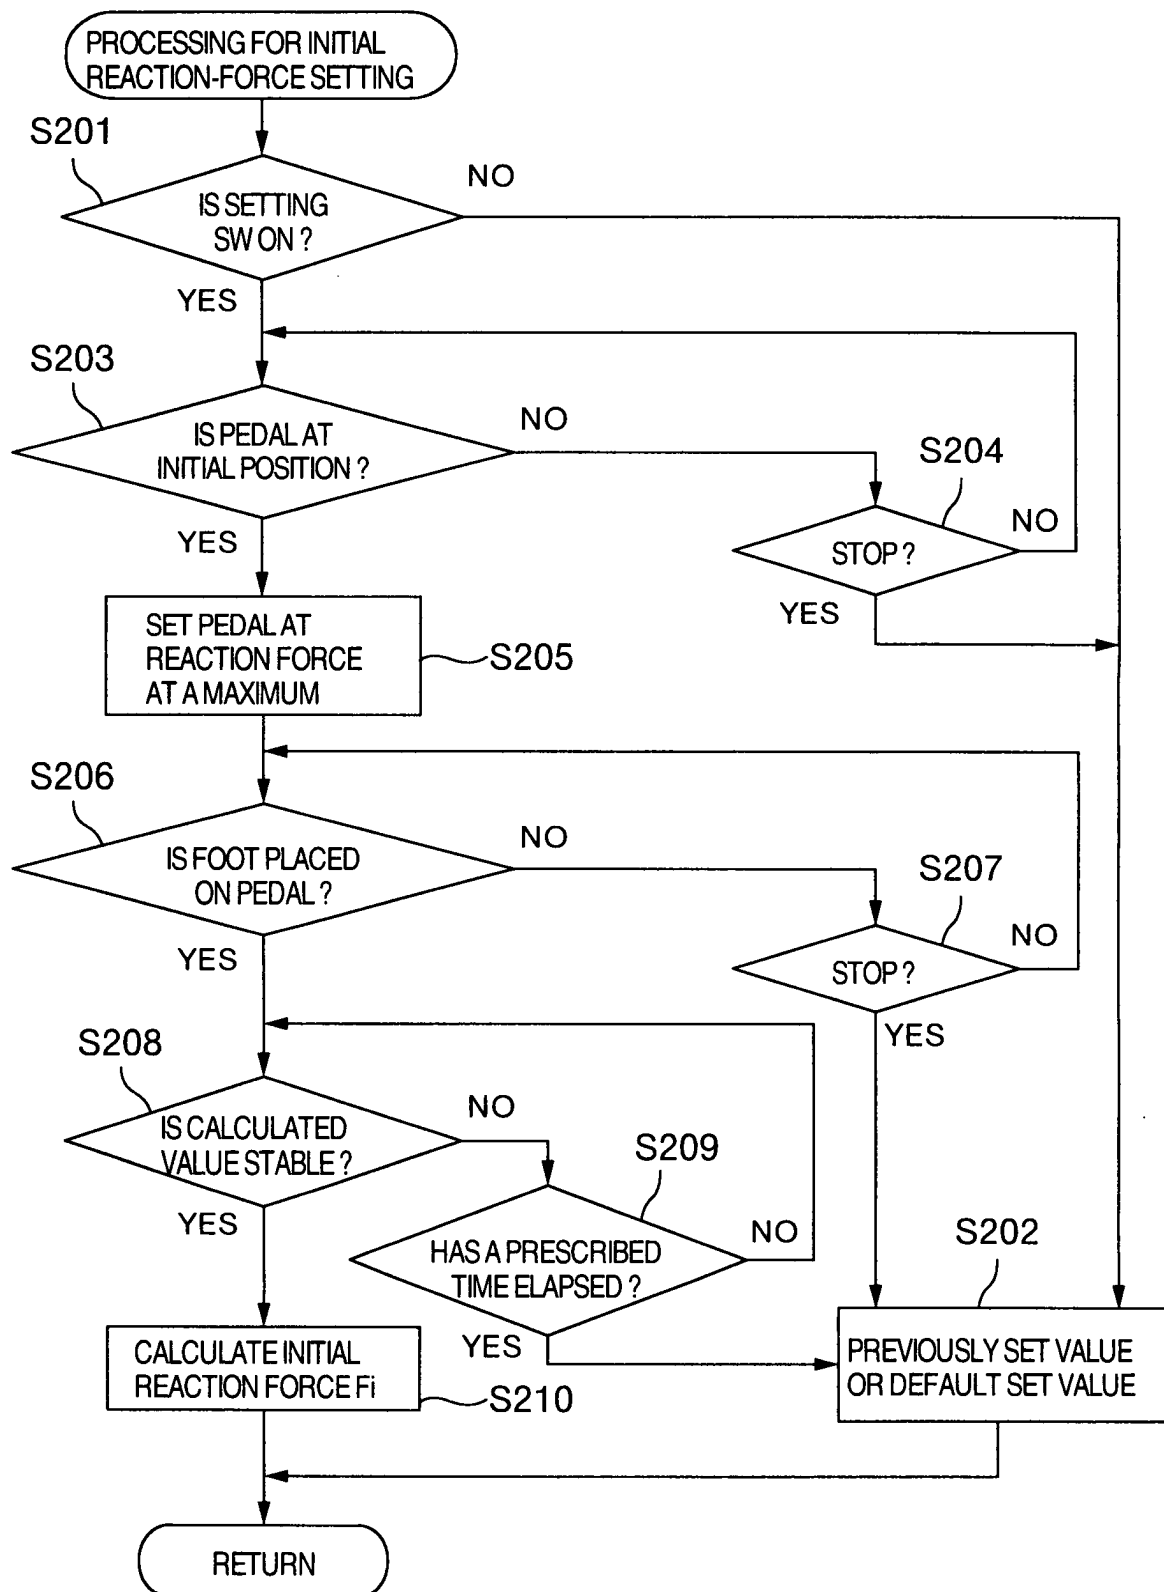 PROCESSING FOR INITIAL
REACTION-FORCE SETTING
S201
NO
IS SETTING
SW ON ?
YES
S203
NO
IS PEDAL AT
INITIAL POSITION ?
S204
NO
YES
STOP ?
YES
SET PEDAL AT
REACTION FORCE
AT A MAXIMUM
S205
S206
NO
IS FOOT PLACED
ON PEDAL ?
S207
NO
YES
STOP ?
YES
S208
NO
IS CALCULATED
VALUE STABLE ?
S209
YES
NO
HAS A PRESCRIBED
TIME ELAPSED ?
S202
YES
CALCULATE INITIAL
REACTION FORCE Fi
S210
PREVIOUSLY SET VALUE
OR DEFAULT SET VALUE
RETURN